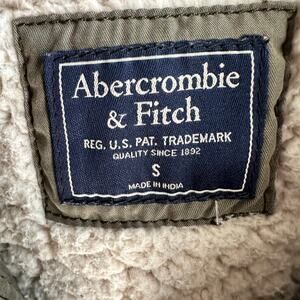 Abercrombie
& Fitch
REG. U.S. PAT. TRADEMARK
QUALITY SINCE 1892
S
MADE IN INDIA